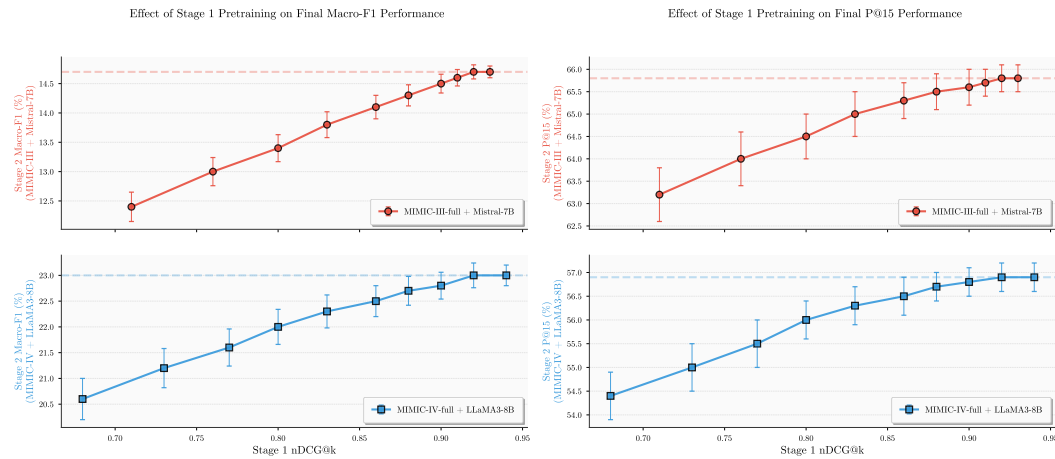 Effect of Stage 1 Pretraining on Final Macro-F1 Performance
Stage 2 Macro-F1 (%)
(MIMIC-III + Mistral-7B)
14.5
14.0
13.5
13.0
12.5
MIMIC-III-full + Mistral-7B
Stage 2 Macro-F1 (%)
(MIMIC-IV + LLaMA3-8B)
23.0
22.5
22.0
21.5
21.0
20.5
MIMIC-IV-full + LLaMA3-8B
0.70 0.75 0.80 0.85 0.90 0.95
Stage 1 nDCG@k
Effect of Stage 1 Pretraining on Final P@15 Performance
Stage 2 P@15 (%)
(MIMIC-III + Mistral-7B)
66.0
65.5
65.0
64.5
64.0
63.5
63.0
62.5
MIMIC-III-full + Mistral-7B
Stage 2 P@15 (%)
(MIMIC-IV + LLaMA3-8B)
57.0
56.5
56.0
55.5
55.0
54.5
54.0
MIMIC-IV-full + LLaMA3-8B
0.70 0.75 0.80 0.85 0.90 0.95
Stage 1 nDCG@k